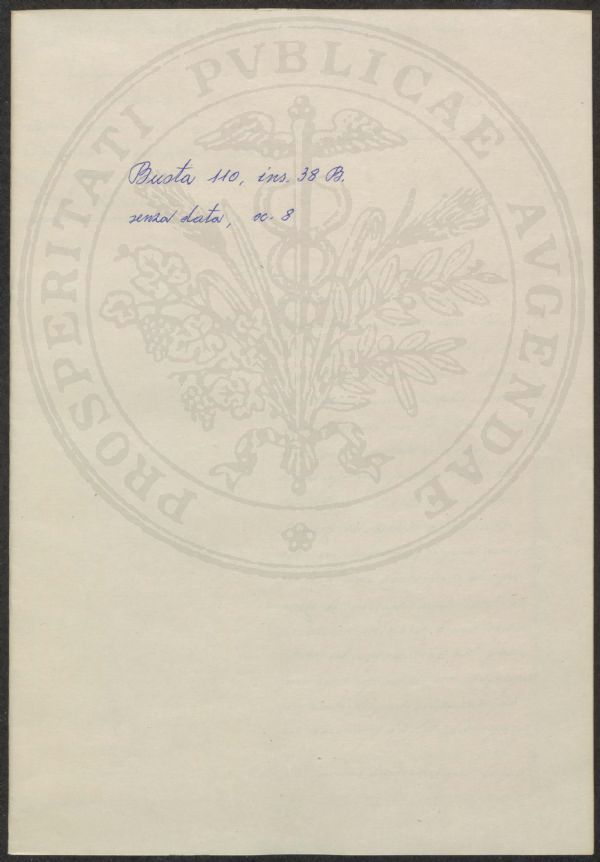 Busta 110, ins. 38 B.
senza data, cc. 8
PROSPERITATI PVBLICAE AVGENDAE